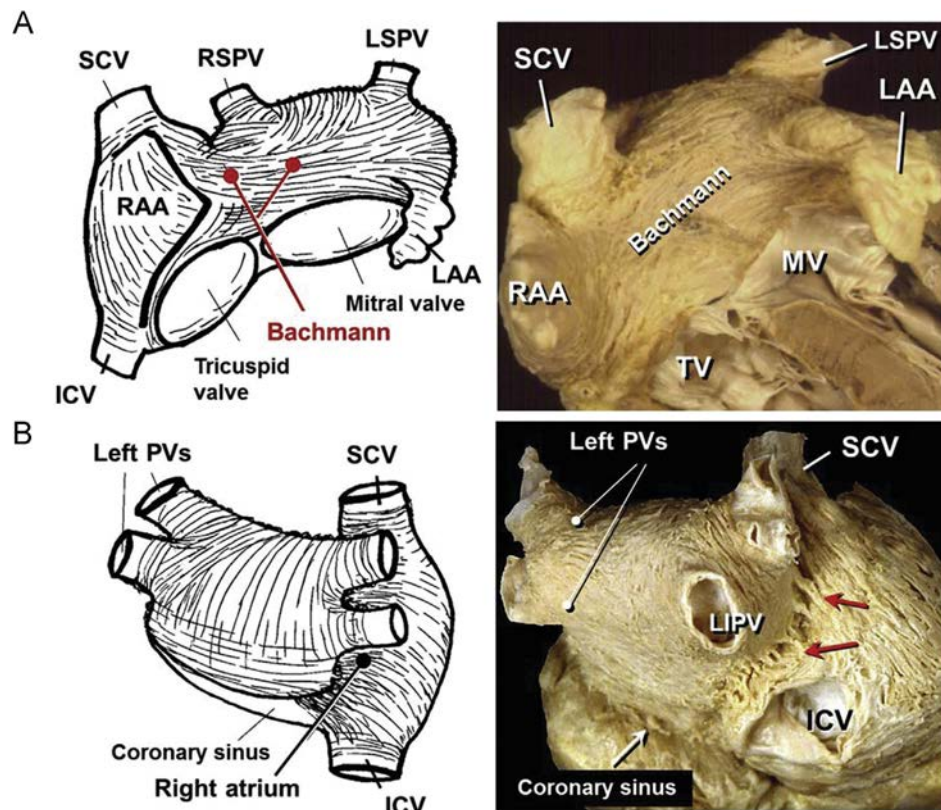 A
SCV
RSPV
LSPV
RAA
LAA
Mitral valve
Bachmann
Tricuspid
valve
ICV
SCV
LSPV
LAA
Bachmann
MV
RAA
TV
B
Left PVs
SCV
Coronary sinus
Right atrium
ICV
Left PVs
SCV
LIPV
ICV
Coronary sinus